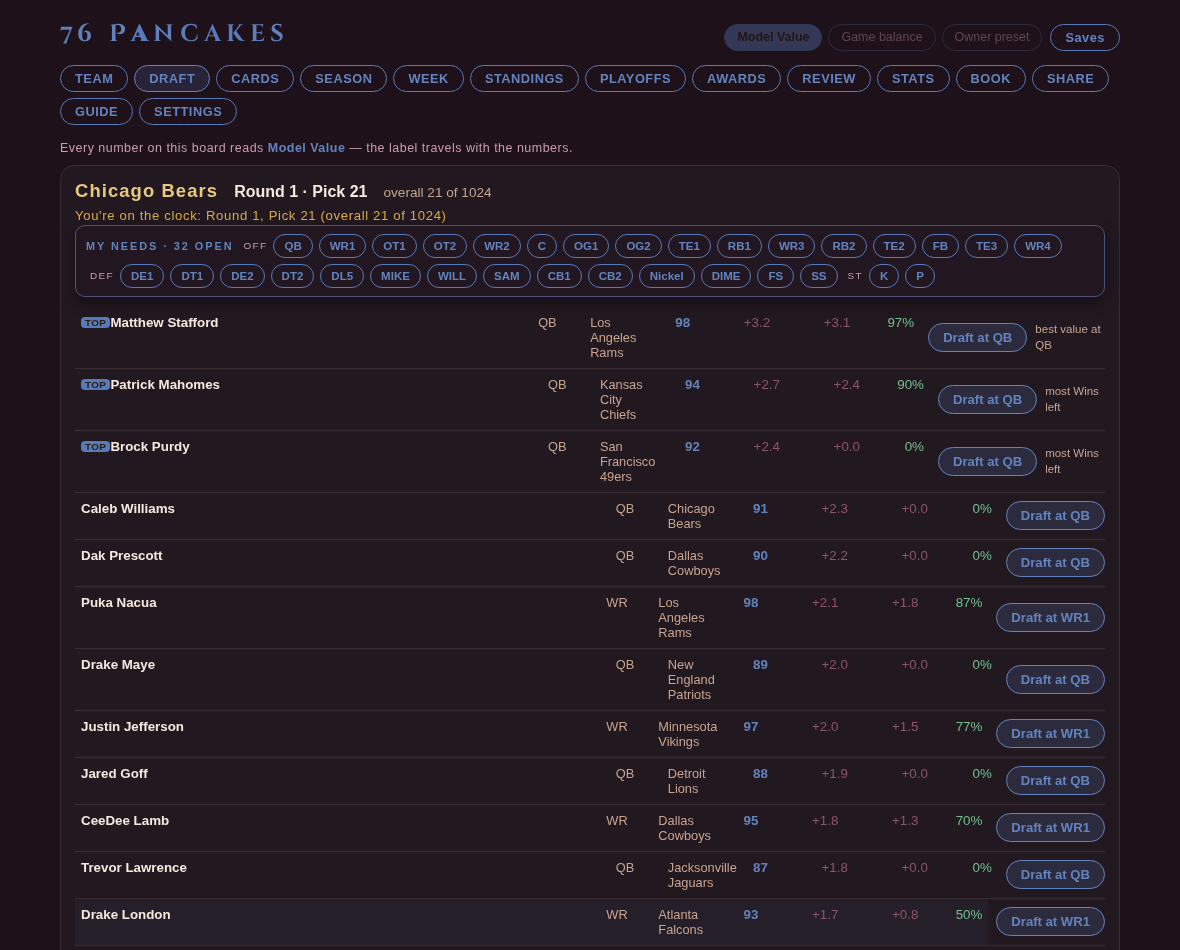 76 PANCAKES
Model Value Game balance Owner preset Saves
TEAM DRAFT CARDS SEASON WEEK STANDINGS PLAYOFFS AWARDS REVIEW STATS BOOK SHARE
GUIDE SETTINGS
Every number on this board reads Model Value — the label travels with the numbers.
Chicago Bears Round 1 · Pick 21 overall 21 of 1024
You're on the clock: Round 1, Pick 21 (overall 21 of 1024)
MY NEEDS · 32 OPEN OFF QB WR1 OT1 OT2 WR2 C OG1 OG2 TE1 RB1 WR3 RB2 TE2 FB TE3 WR4
DEF DE1 DT1 DE2 DT2 DL5 MIKE WILL SAM CB1 CB2 Nickel DIME FS SS ST K P
TOP Matthew Stafford QB Los Angeles Rams 98 +3.2 +3.1 97% Draft at QB best value at QB
TOP Patrick Mahomes QB Kansas City Chiefs 94 +2.7 +2.4 90% Draft at QB most Wins left
TOP Brock Purdy QB San Francisco 49ers 92 +2.4 +0.0 0% Draft at QB most Wins left
Caleb Williams QB Chicago Bears 91 +2.3 +0.0 0% Draft at QB
Dak Prescott QB Dallas Cowboys 90 +2.2 +0.0 0% Draft at QB
Puka Nacua WR Los Angeles Rams 98 +2.1 +1.8 87% Draft at WR1
Drake Maye QB New England Patriots 89 +2.0 +0.0 0% Draft at QB
Justin Jefferson WR Minnesota Vikings 97 +2.0 +1.5 77% Draft at WR1
Jared Goff QB Detroit Lions 88 +1.9 +0.0 0% Draft at QB
CeeDee Lamb WR Dallas Cowboys 95 +1.8 +1.3 70% Draft at WR1
Trevor Lawrence QB Jacksonville Jaguars 87 +1.8 +0.0 0% Draft at QB
Drake London WR Atlanta Falcons 93 +1.7 +0.8 50% Draft at WR1